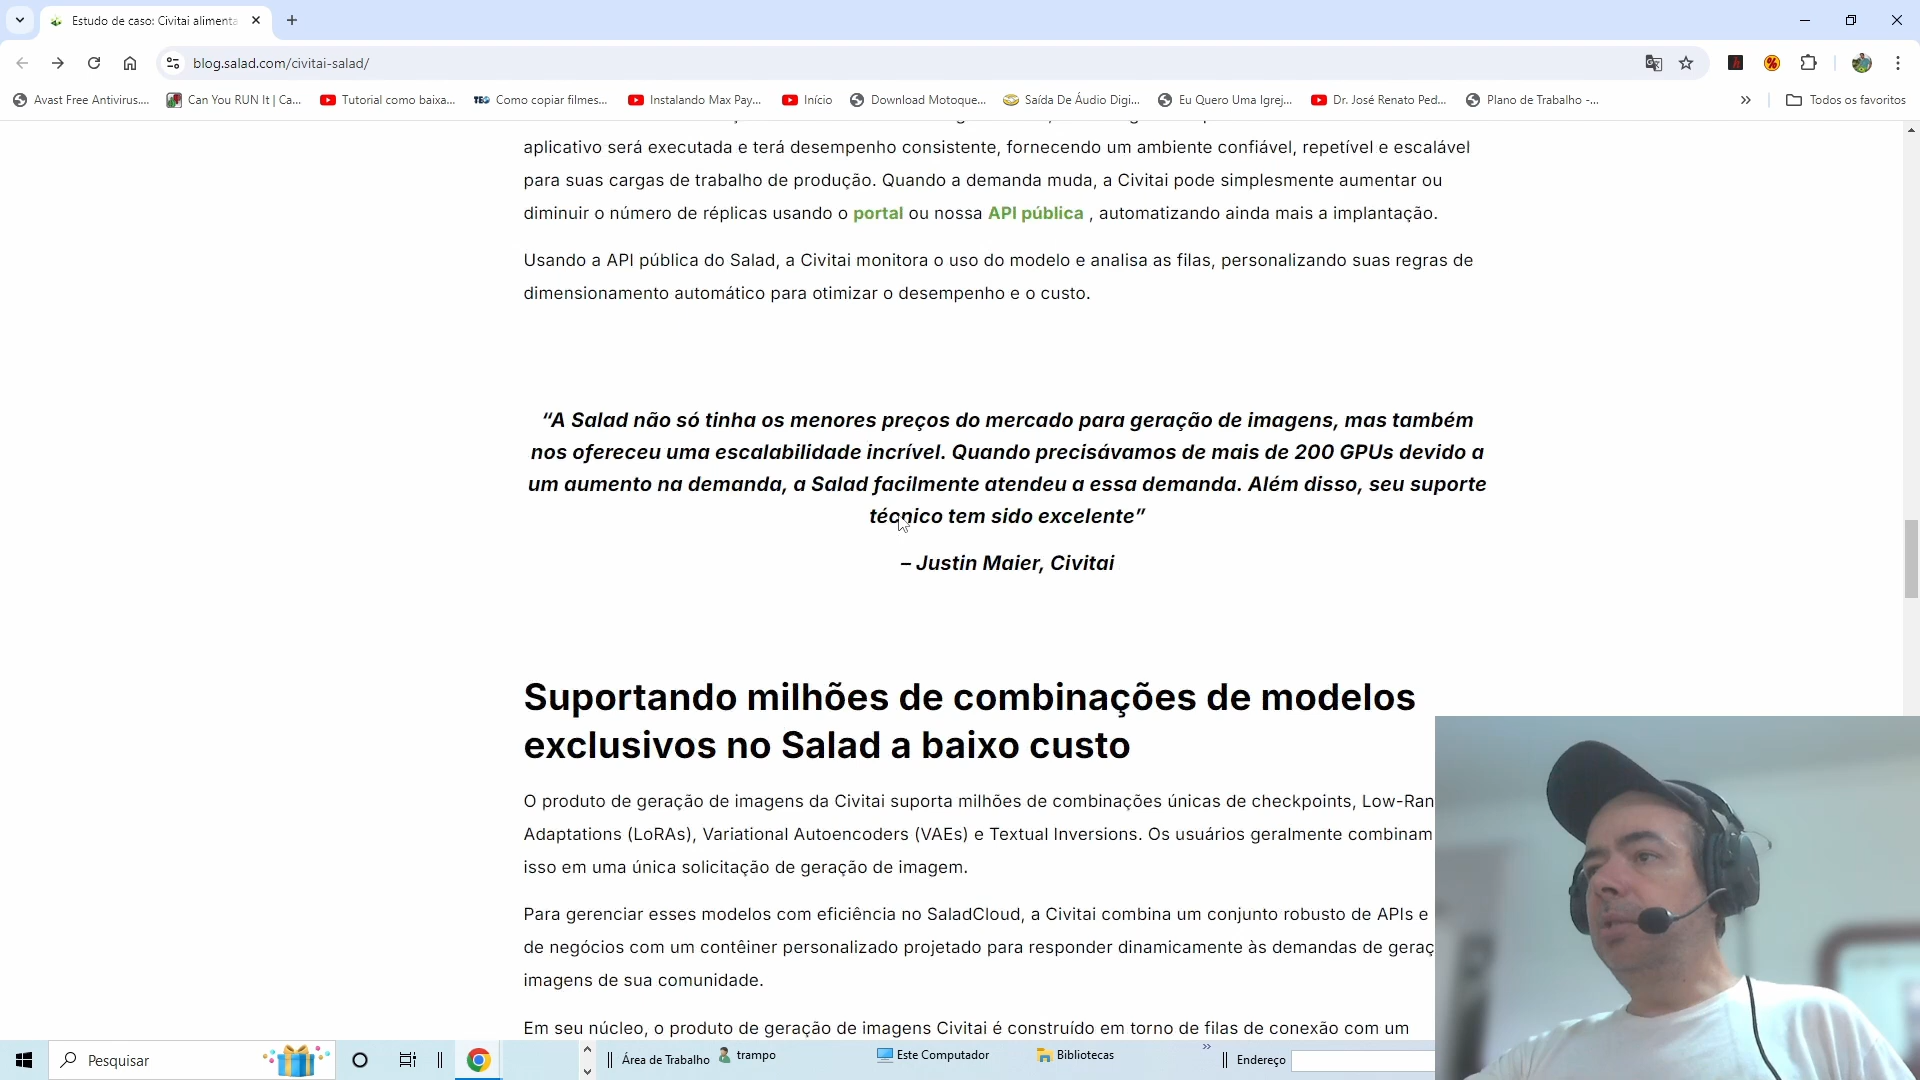 Estudo de caso: Civitai alimenta
blog.salad.com/civitai-salad/
Avast Free Antivirus....
Can You RUN It | Ca...
Tutorial como baixa...
Como copiar filmes...
Instalando Max Pay...
Início
Download Motoque...
Saída De Áudio Digi...
Eu Quero Uma Igrej...
Dr. José Renato Ped...
Plano de Trabalho -...
Todos os favoritos
aplicativo será executada e terá desempenho consistente, fornecendo um ambiente confiável, repetível e escalável
para suas cargas de trabalho de produção. Quando a demanda muda, a Civitai pode simplesmente aumentar ou
diminuir o número de réplicas usando o portal ou nossa API pública , automatizando ainda mais a implantação.
Usando a API pública do Salad, a Civitai monitora o uso do modelo e analisa as filas, personalizando suas regras de
dimensionamento automático para otimizar o desempenho e o custo.
“A Salad não só tinha os menores preços do mercado para geração de imagens, mas também
nos ofereceu uma escalabilidade incrível. Quando precisávamos de mais de 200 GPUs devido a
um aumento na demanda, a Salad facilmente atendeu a essa demanda. Além disso, seu suporte
técnico tem sido excelente”
– Justin Maier, Civitai
Suportando milhões de combinações de modelos
exclusivos no Salad a baixo custo
O produto de geração de imagens da Civitai suporta milhões de combinações únicas de checkpoints, Low-Ran
Adaptations (LoRAs), Variational Autoencoders (VAEs) e Textual Inversions. Os usuários geralmente combinam
isso em uma única solicitação de geração de imagem.
Para gerenciar esses modelos com eficiência no SaladCloud, a Civitai combina um conjunto robusto de APIs e
de negócios com um contêiner personalizado projetado para responder dinamicamente às demandas de geraç
imagens de sua comunidade.
Em seu núcleo, o produto de geração de imagens Civitai é construído em torno de filas de conexão com um
Pesquisar
Área de Trabalho
trampo
Este Computador
Bibliotecas
Endereço